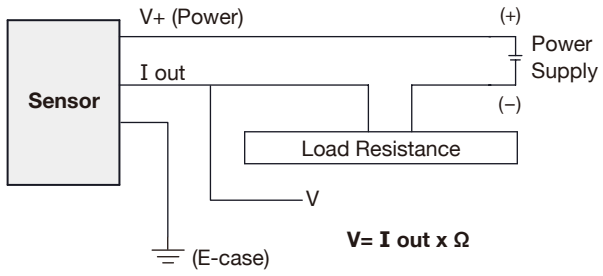 V+ (Power)
(+)
Power
Supply
I out
Sensor
(–)
Load Resistance
V
V= I out x Ω
(E-case)